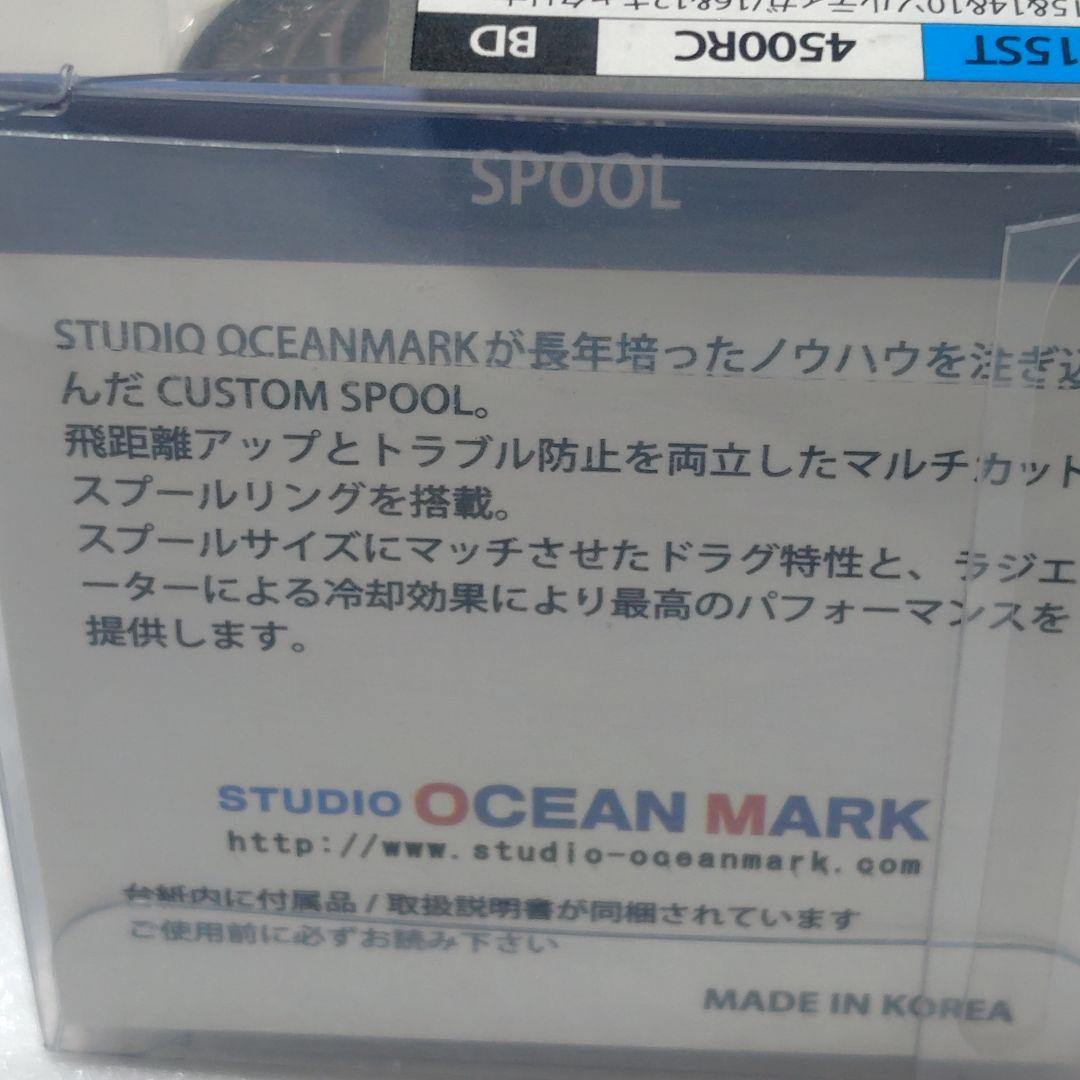 15ST 4500RC BD
SPOOL
STUDIO OCEANMARKが長年培ったノウハウを注ぎ込
んだ CUSTOM SPOOL。
飛距離アップとトラブル防止を両立したマルチカット
スプールリングを搭載。
スプールサイズにマッチさせたドラグ特性と、ラジエ
ーターによる冷却効果により最高のパフォーマンスを
提供します。
STUDIO OCEAN MARK
http://www.studio-oceanmark.com
台紙内に付属品/取扱説明書が同梱されています
ご使用前に必ずお読み下さい
MADE IN KOREA